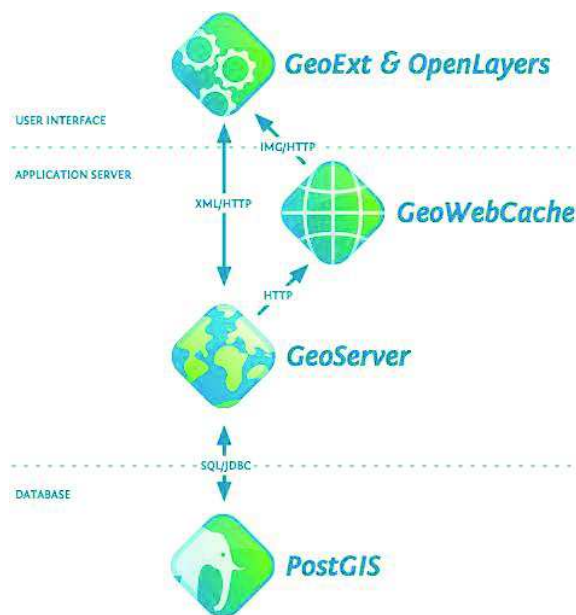 GeoExt & OpenLayers
USER INTERFACE
IMG/HTTP
APPLICATION SERVER
XML/HTTP
GeoWebCache
HTTP
GeoServer
SQL/JDBC
DATABASE
PostGIS